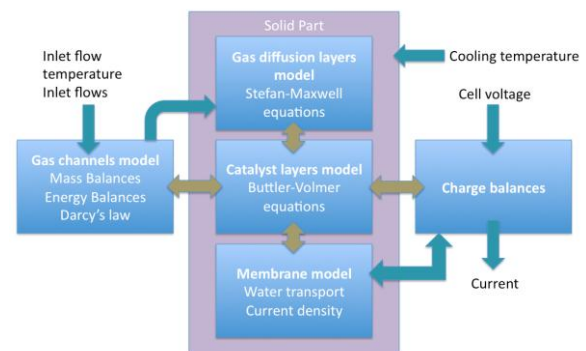 Solid Part
Inlet flow
temperature
Inlet flows
Gas diffusion layers
model
Stefan-Maxwell
equations
Cooling temperature
Cell voltage
Gas channels model
Mass Balances
Energy Balances
Darcy's law
Catalyst layers model
Buttler-Volmer
equations
Charge balances
Membrane model
Water transport
Current density
Current